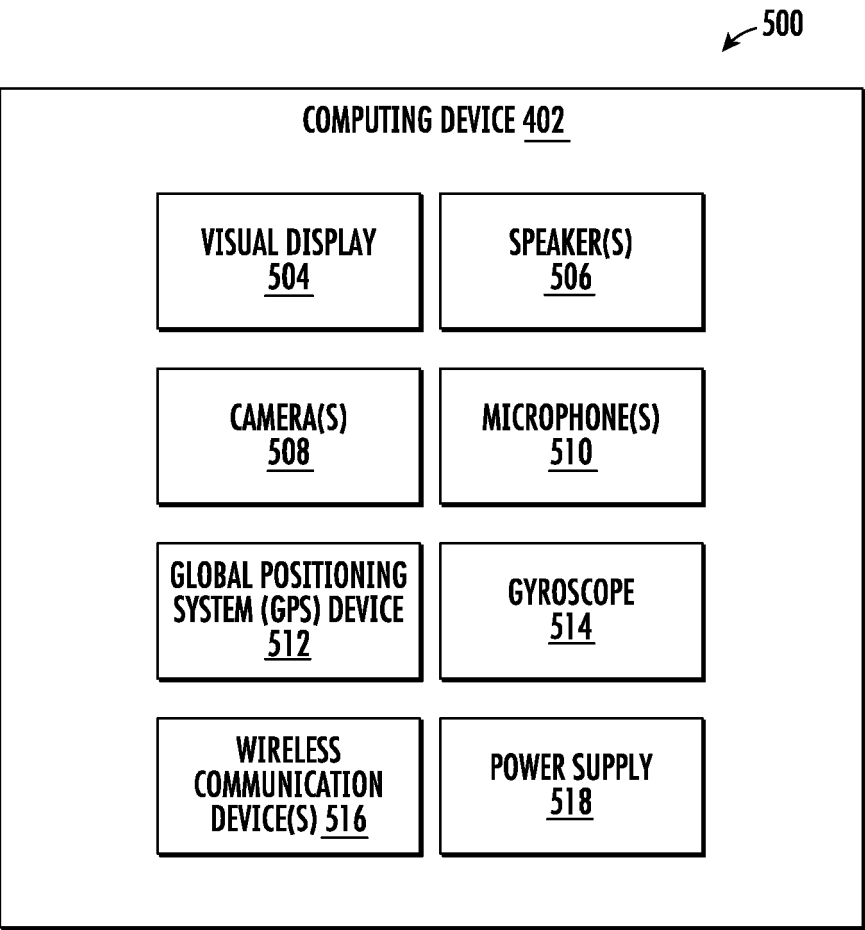 500
COMPUTING DEVICE 402
VISUAL DISPLAY
504
SPEAKER(S)
506
CAMERA(S)
508
MICROPHONE(S)
510
GLOBAL POSITIONING
SYSTEM (GPS) DEVICE
512
GYROSCOPE
514
WIRELESS
COMMUNICATION
DEVICE(S) 516
POWER SUPPLY
518